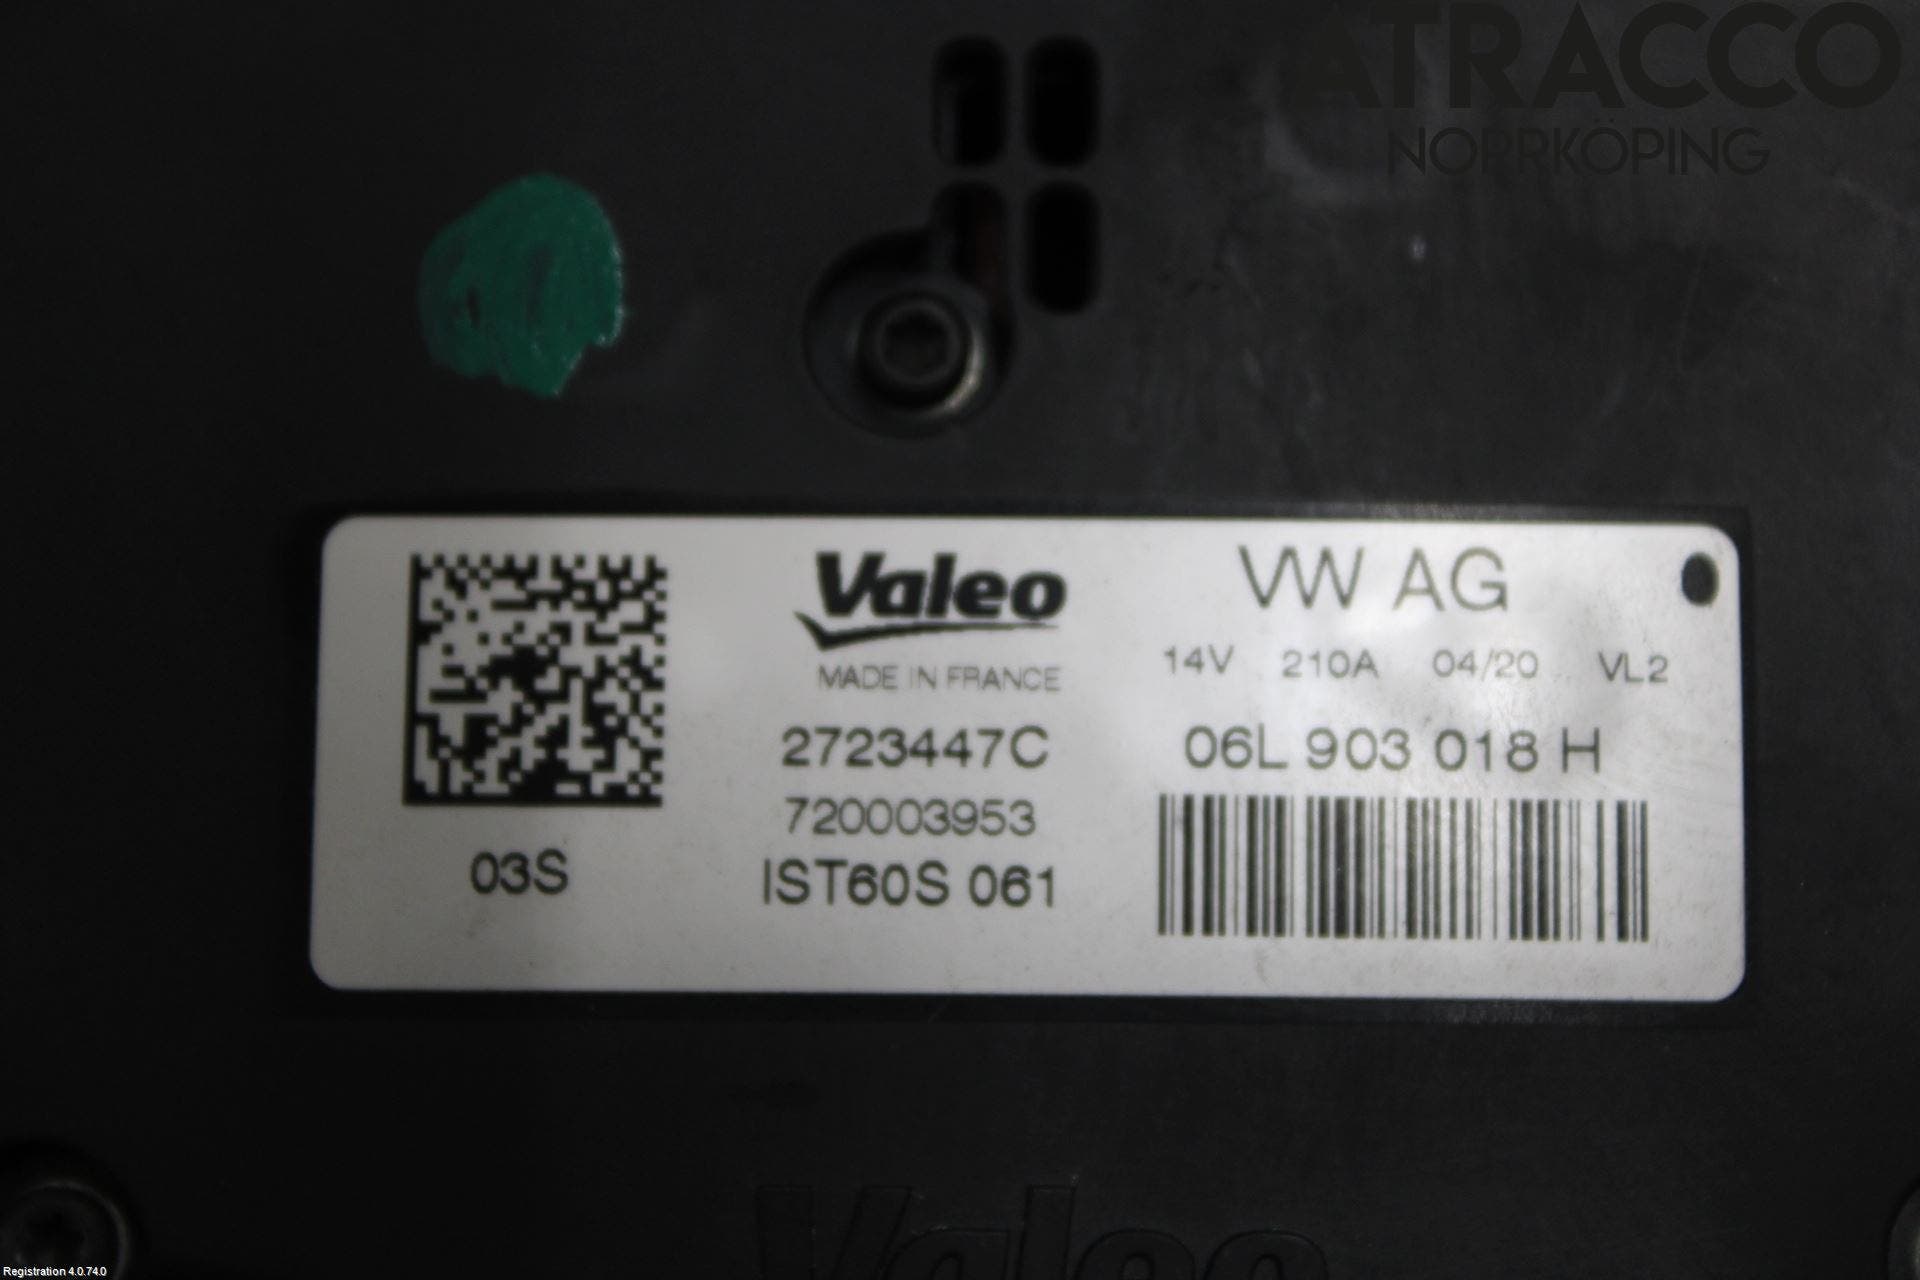 ATRACCO
NORRKÖPING
Valeo
MADE IN FRANCE
2723447C
720003953
IST60S 061
03S
VW AG
14V 210A 04/20 VL2
06L 903 018 H
Valeo
Registration 4.0.74.0